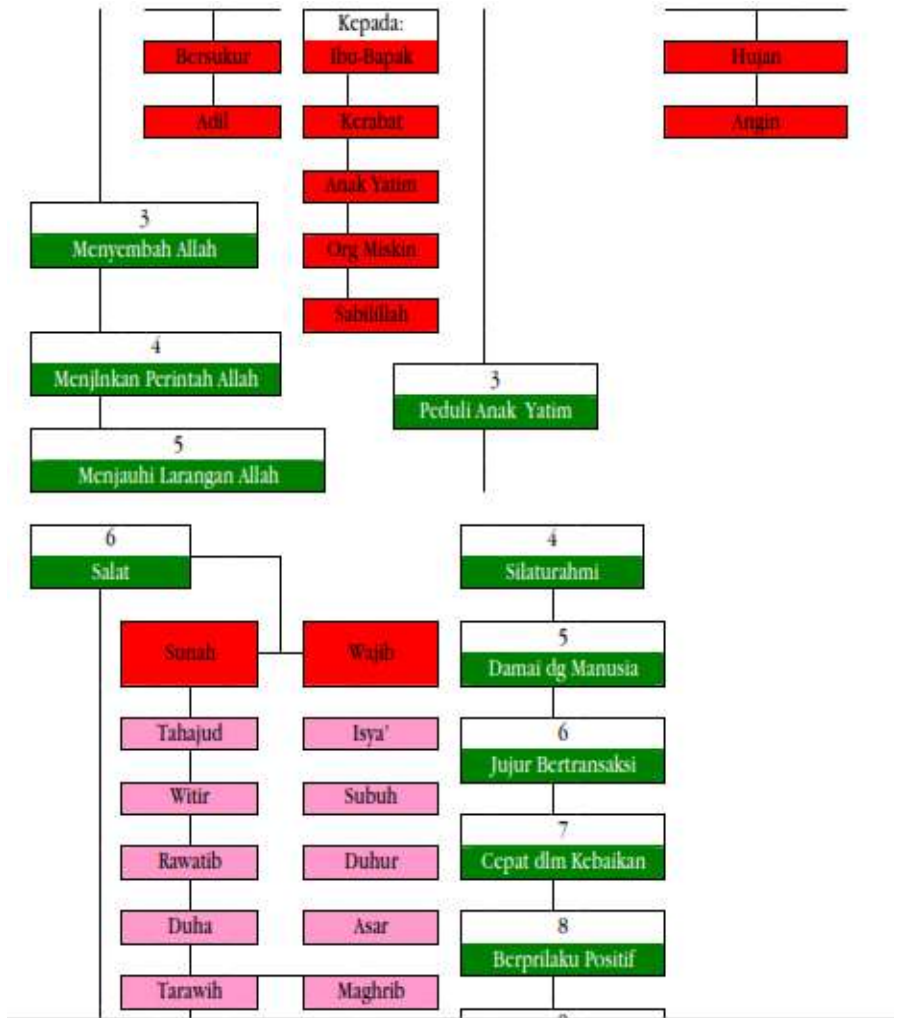 Bersukur
Adil
Kepada:
Ibu-Bapak
Kerabat
Anak Yatim
Org Miskin
Sabilillah
Hujan
Angin
3
Menyembah Allah
4
Menjlnkan Perintah Allah
5
Menjauhi Larangan Allah
3
Peduli Anak Yatim
6
Salat
Sunah
Wajib
Tahajud
Isya'
Witir
Subuh
Rawatib
Duhur
Duha
Asar
Tarawih
Maghrib
4
Silaturahmi
5
Damai dg Manusia
6
Jujur Bertransaksi
7
Cepat dlm Kebaikan
8
Berprilaku Positif